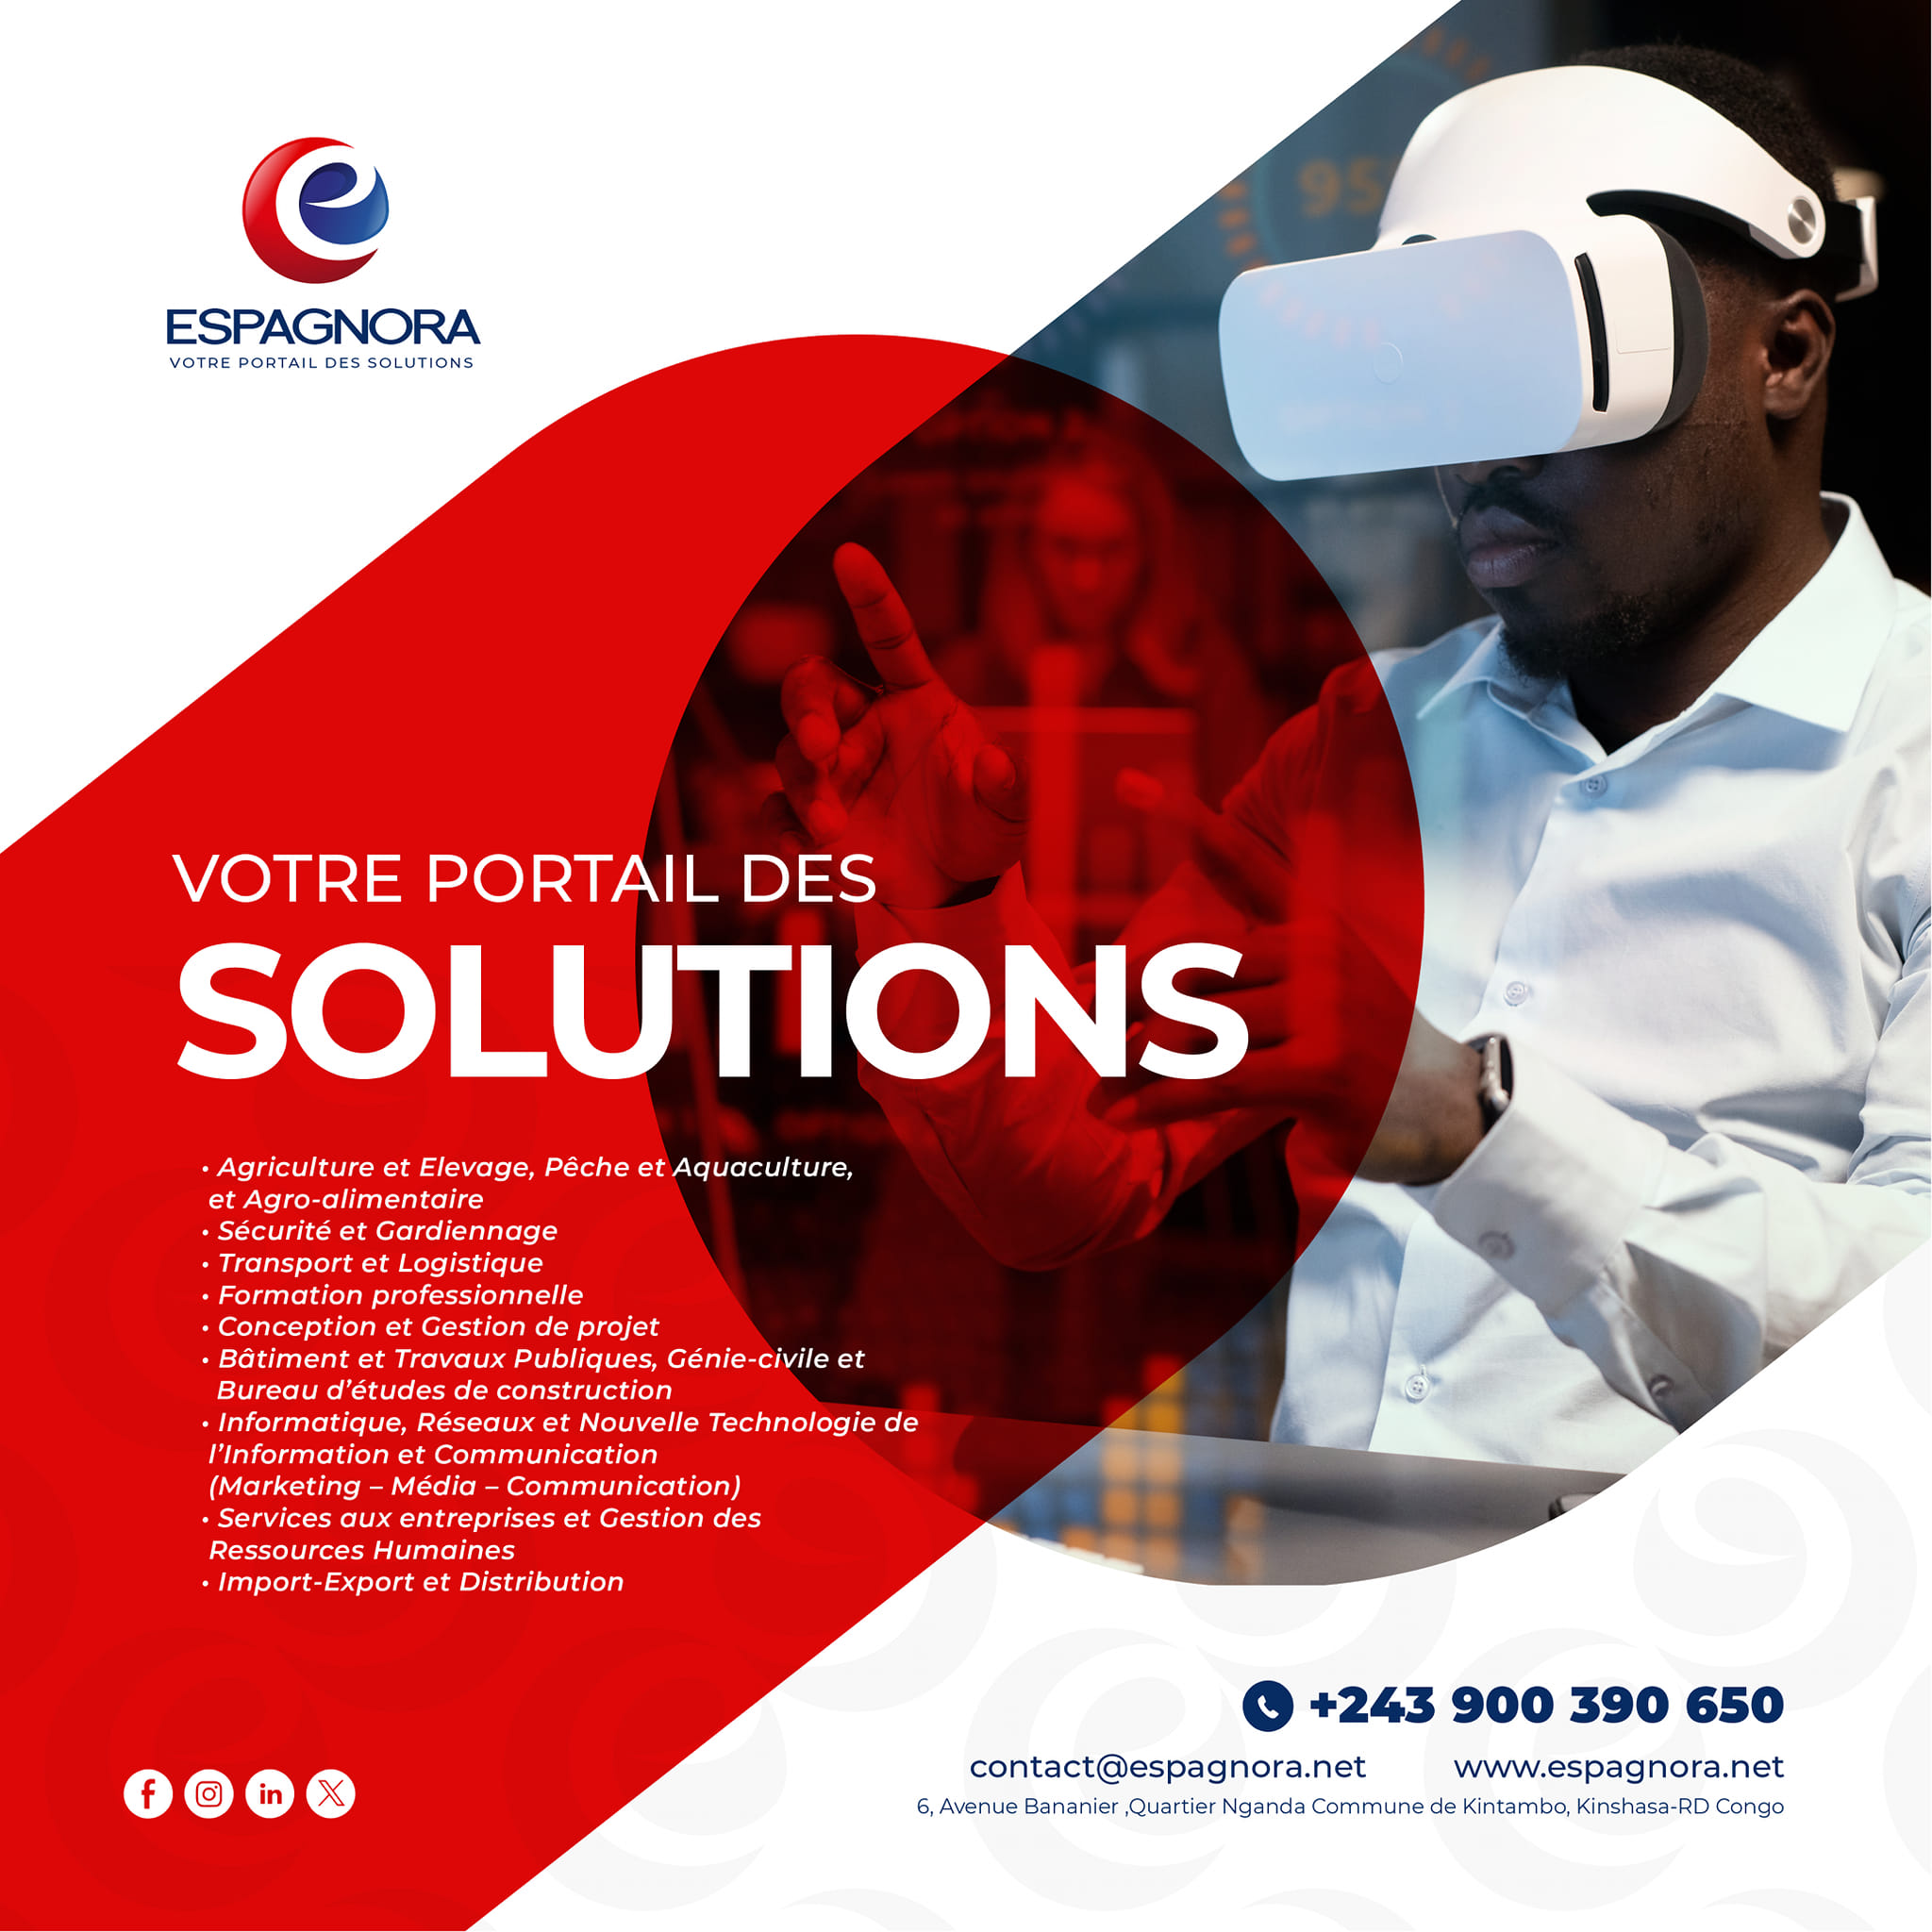 ESPAGNORA
VOTRE PORTAIL DES SOLUTIONS
95
VOTRE PORTAIL DES
SOLUTIONS
• Agriculture et Elevage, Pêche et Aquaculture,
et Agro-alimentaire
• Sécurité et Gardiennage
• Transport et Logistique
• Formation professionnelle
• Conception et Gestion de projet
• Bâtiment et Travaux Publiques, Génie-civile et
Bureau d’études de construction
• Informatique, Réseaux et Nouvelle Technologie de
l’Information et Communication
(Marketing – Média – Communication)
• Services aux entreprises et Gestion des
Ressources Humaines
• Import-Export et Distribution
+243 900 390 650
contact@espagnora.net www.espagnora.net
6, Avenue Bananier ,Quartier Nganda Commune de Kintambo, Kinshasa-RD Congo